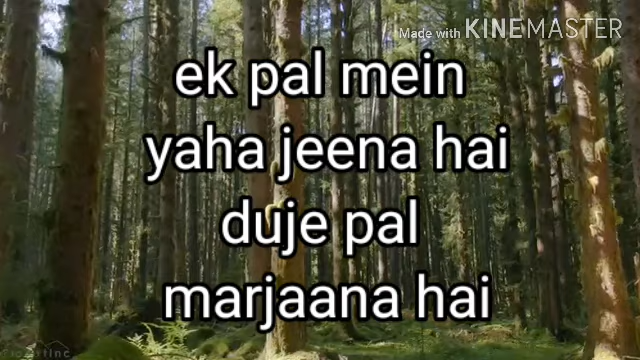 Made with KINEMASTER
ek pal mein
yaha jeena hai
duje pal
marjaana hai